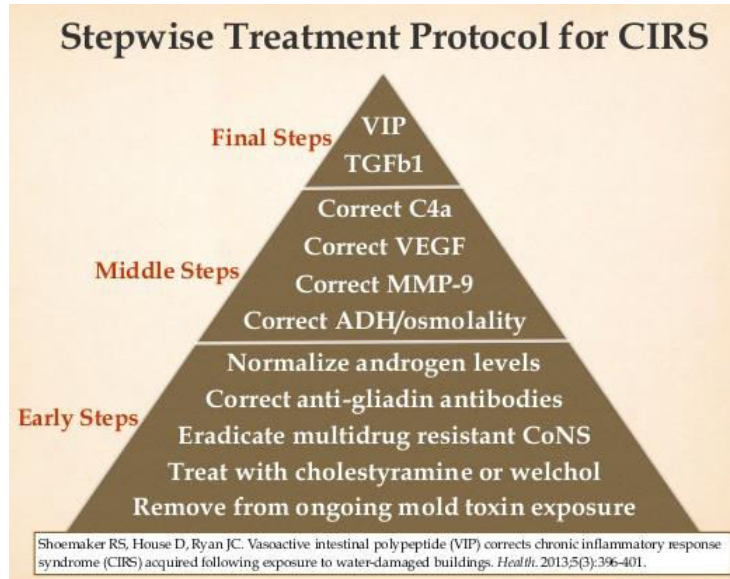 Stepwise Treatment Protocol for CIRS
Final Steps
VIP
TGFb1
Middle Steps
Correct C4a
Correct VEGF
Correct MMP-9
Correct ADH/osmolality
Early Steps
Normalize androgen levels
Correct anti-gliadin antibodies
Eradicate multidrug resistant CoNS
Treat with cholestyramine or welchol
Remove from ongoing mold toxin exposure
Shoemaker RS, House D, Ryan JC. Vasoactive intestinal polypeptide (VIP) corrects chronic inflammatory response
syndrome (CIRS) acquired following exposure to water-damaged buildings. Health. 2013;5(3):396-401.